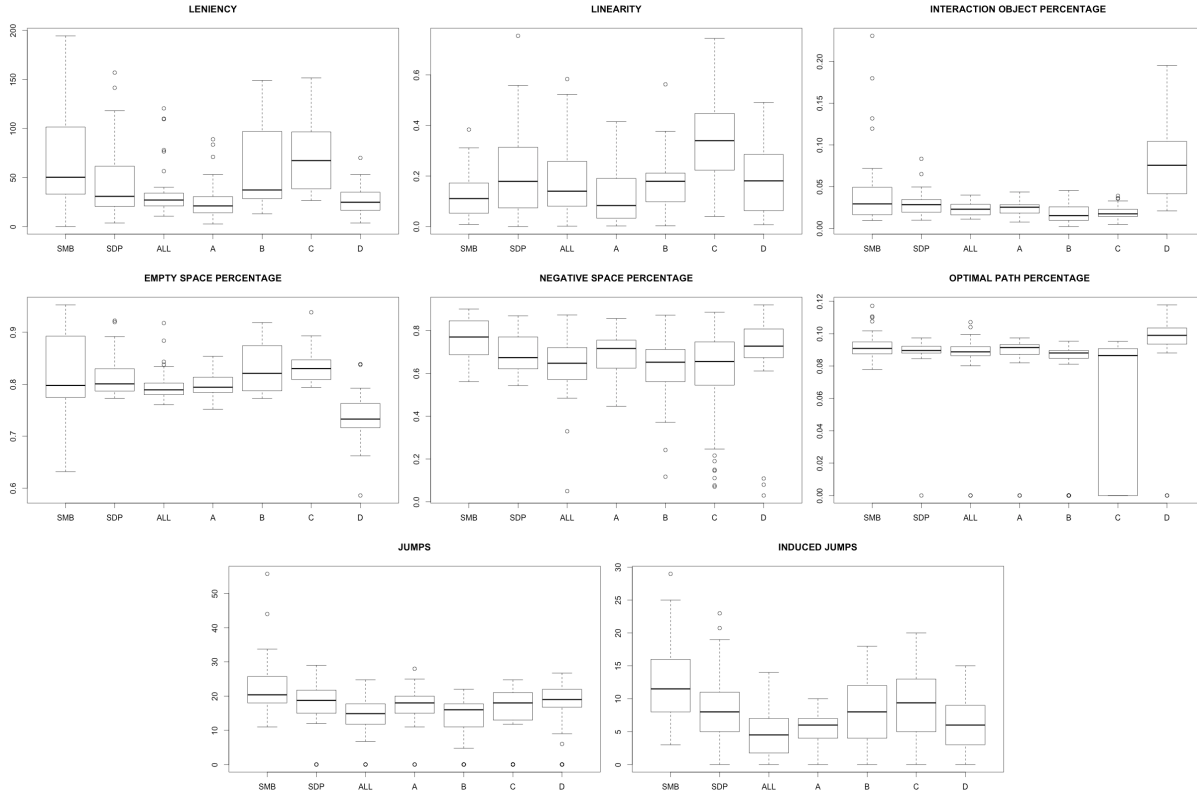 LENIENCY
LINEARITY
INTERACTION OBJECT PERCENTAGE
0 50 100 150 200
SMB SDP ALL A B C D
0.0 0.2 0.4 0.6
SMB SDP ALL A B C D
0.00 0.05 0.10 0.15 0.20
SMB SDP ALL A B C D
EMPTY SPACE PERCENTAGE
NEGATIVE SPACE PERCENTAGE
OPTIMAL PATH PERCENTAGE
0.6 0.7 0.8 0.9
SMB SDP ALL A B C D
0.0 0.2 0.4 0.6 0.8
SMB SDP ALL A B C D
0.00 0.02 0.04 0.06 0.08 0.10 0.12
SMB SDP ALL A B C D
JUMPS
INDUCED JUMPS
0 10 20 30 40 50
SMB SDP ALL A B C D
0 5 10 15 20 25 30
SMB SDP ALL A B C D